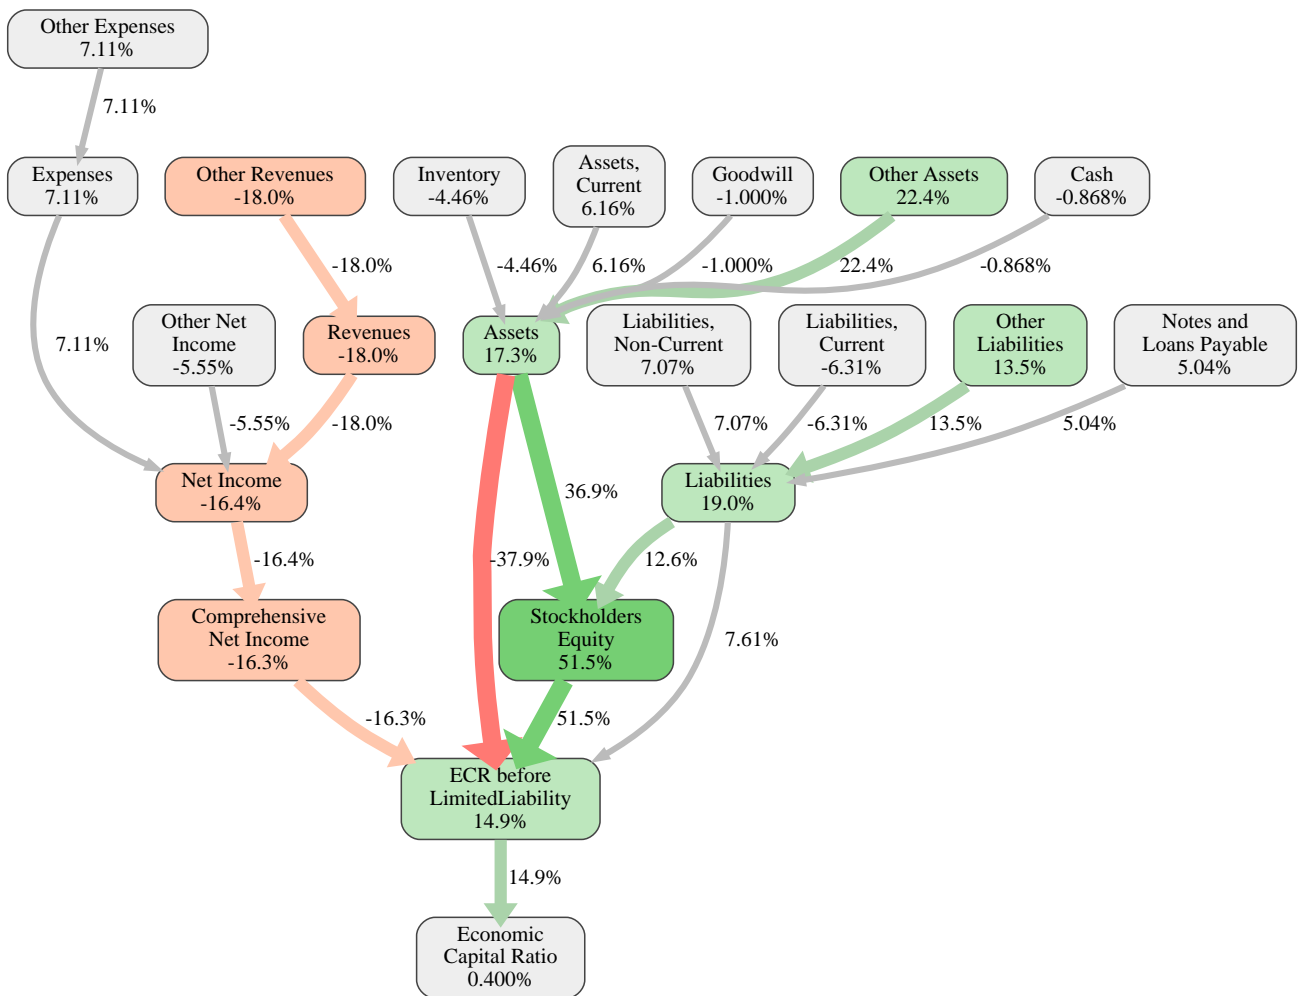 Other Expenses
7.11%
7.11%
Expenses
7.11%
Other Revenues
-18.0%
Inventory
-4.46%
Assets,
Current
6.16%
Goodwill
-1.000%
Other Assets
22.4%
Cash
-0.868%
-18.0%
-4.46%
6.16%
-1.000%
22.4%
-0.868%
7.11%
Other Net
Income
-5.55%
Revenues
-18.0%
Assets
17.3%
Liabilities,
Non-Current
7.07%
Liabilities,
Current
-6.31%
Other
Liabilities
13.5%
Notes and
Loans Payable
5.04%
-5.55%
-18.0%
7.07%
-6.31%
13.5%
5.04%
Net Income
-16.4%
36.9%
Liabilities
19.0%
-16.4%
-37.9%
12.6%
Comprehensive
Net Income
-16.3%
Stockholders
Equity
51.5%
7.61%
-16.3%
51.5%
ECR before
LimitedLiability
14.9%
14.9%
Economic
Capital Ratio
0.400%